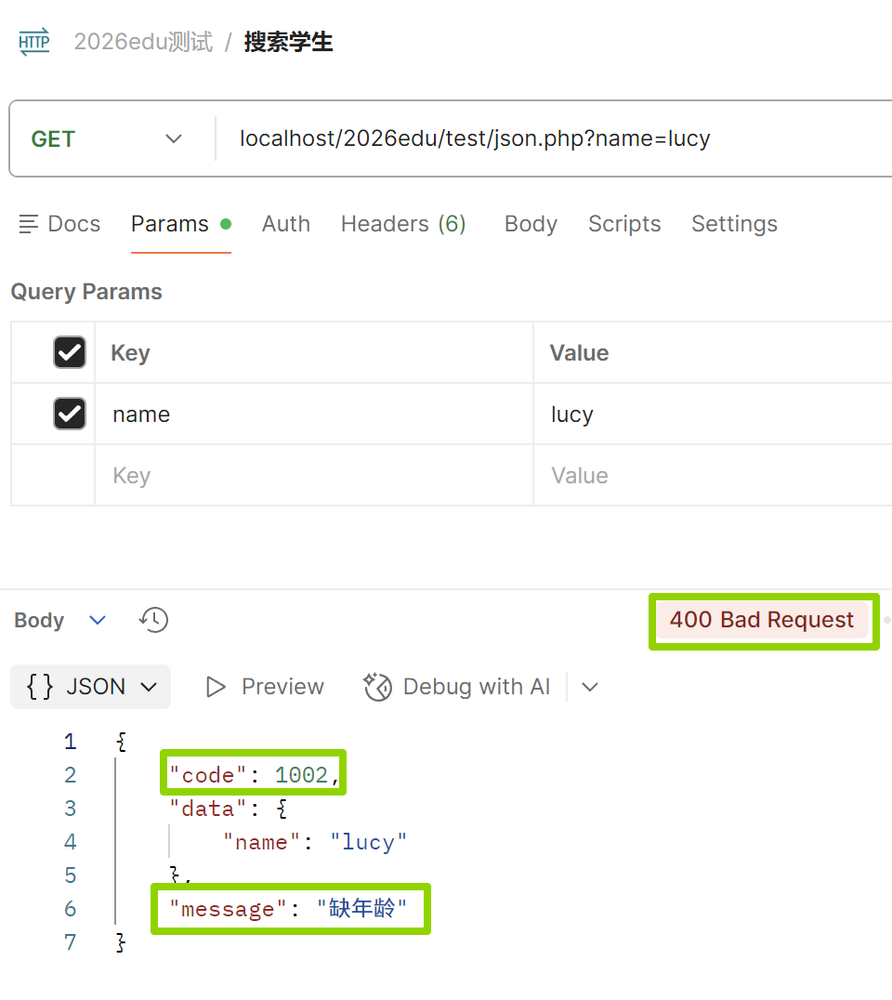 HTTP 2026edu测试 / 搜索学生
GET localhost/2026edu/test/json.php?name=lucy
Docs Params Auth Headers (6) Body Scripts Settings
Query Params
Key Value
name lucy
Key Value
Body 400 Bad Request
{} JSON Preview Debug with AI
1 {
2 "code": 1002,
3 "data": {
4 "name": "lucy"
5 },
6 "message": "缺年龄"
7 }